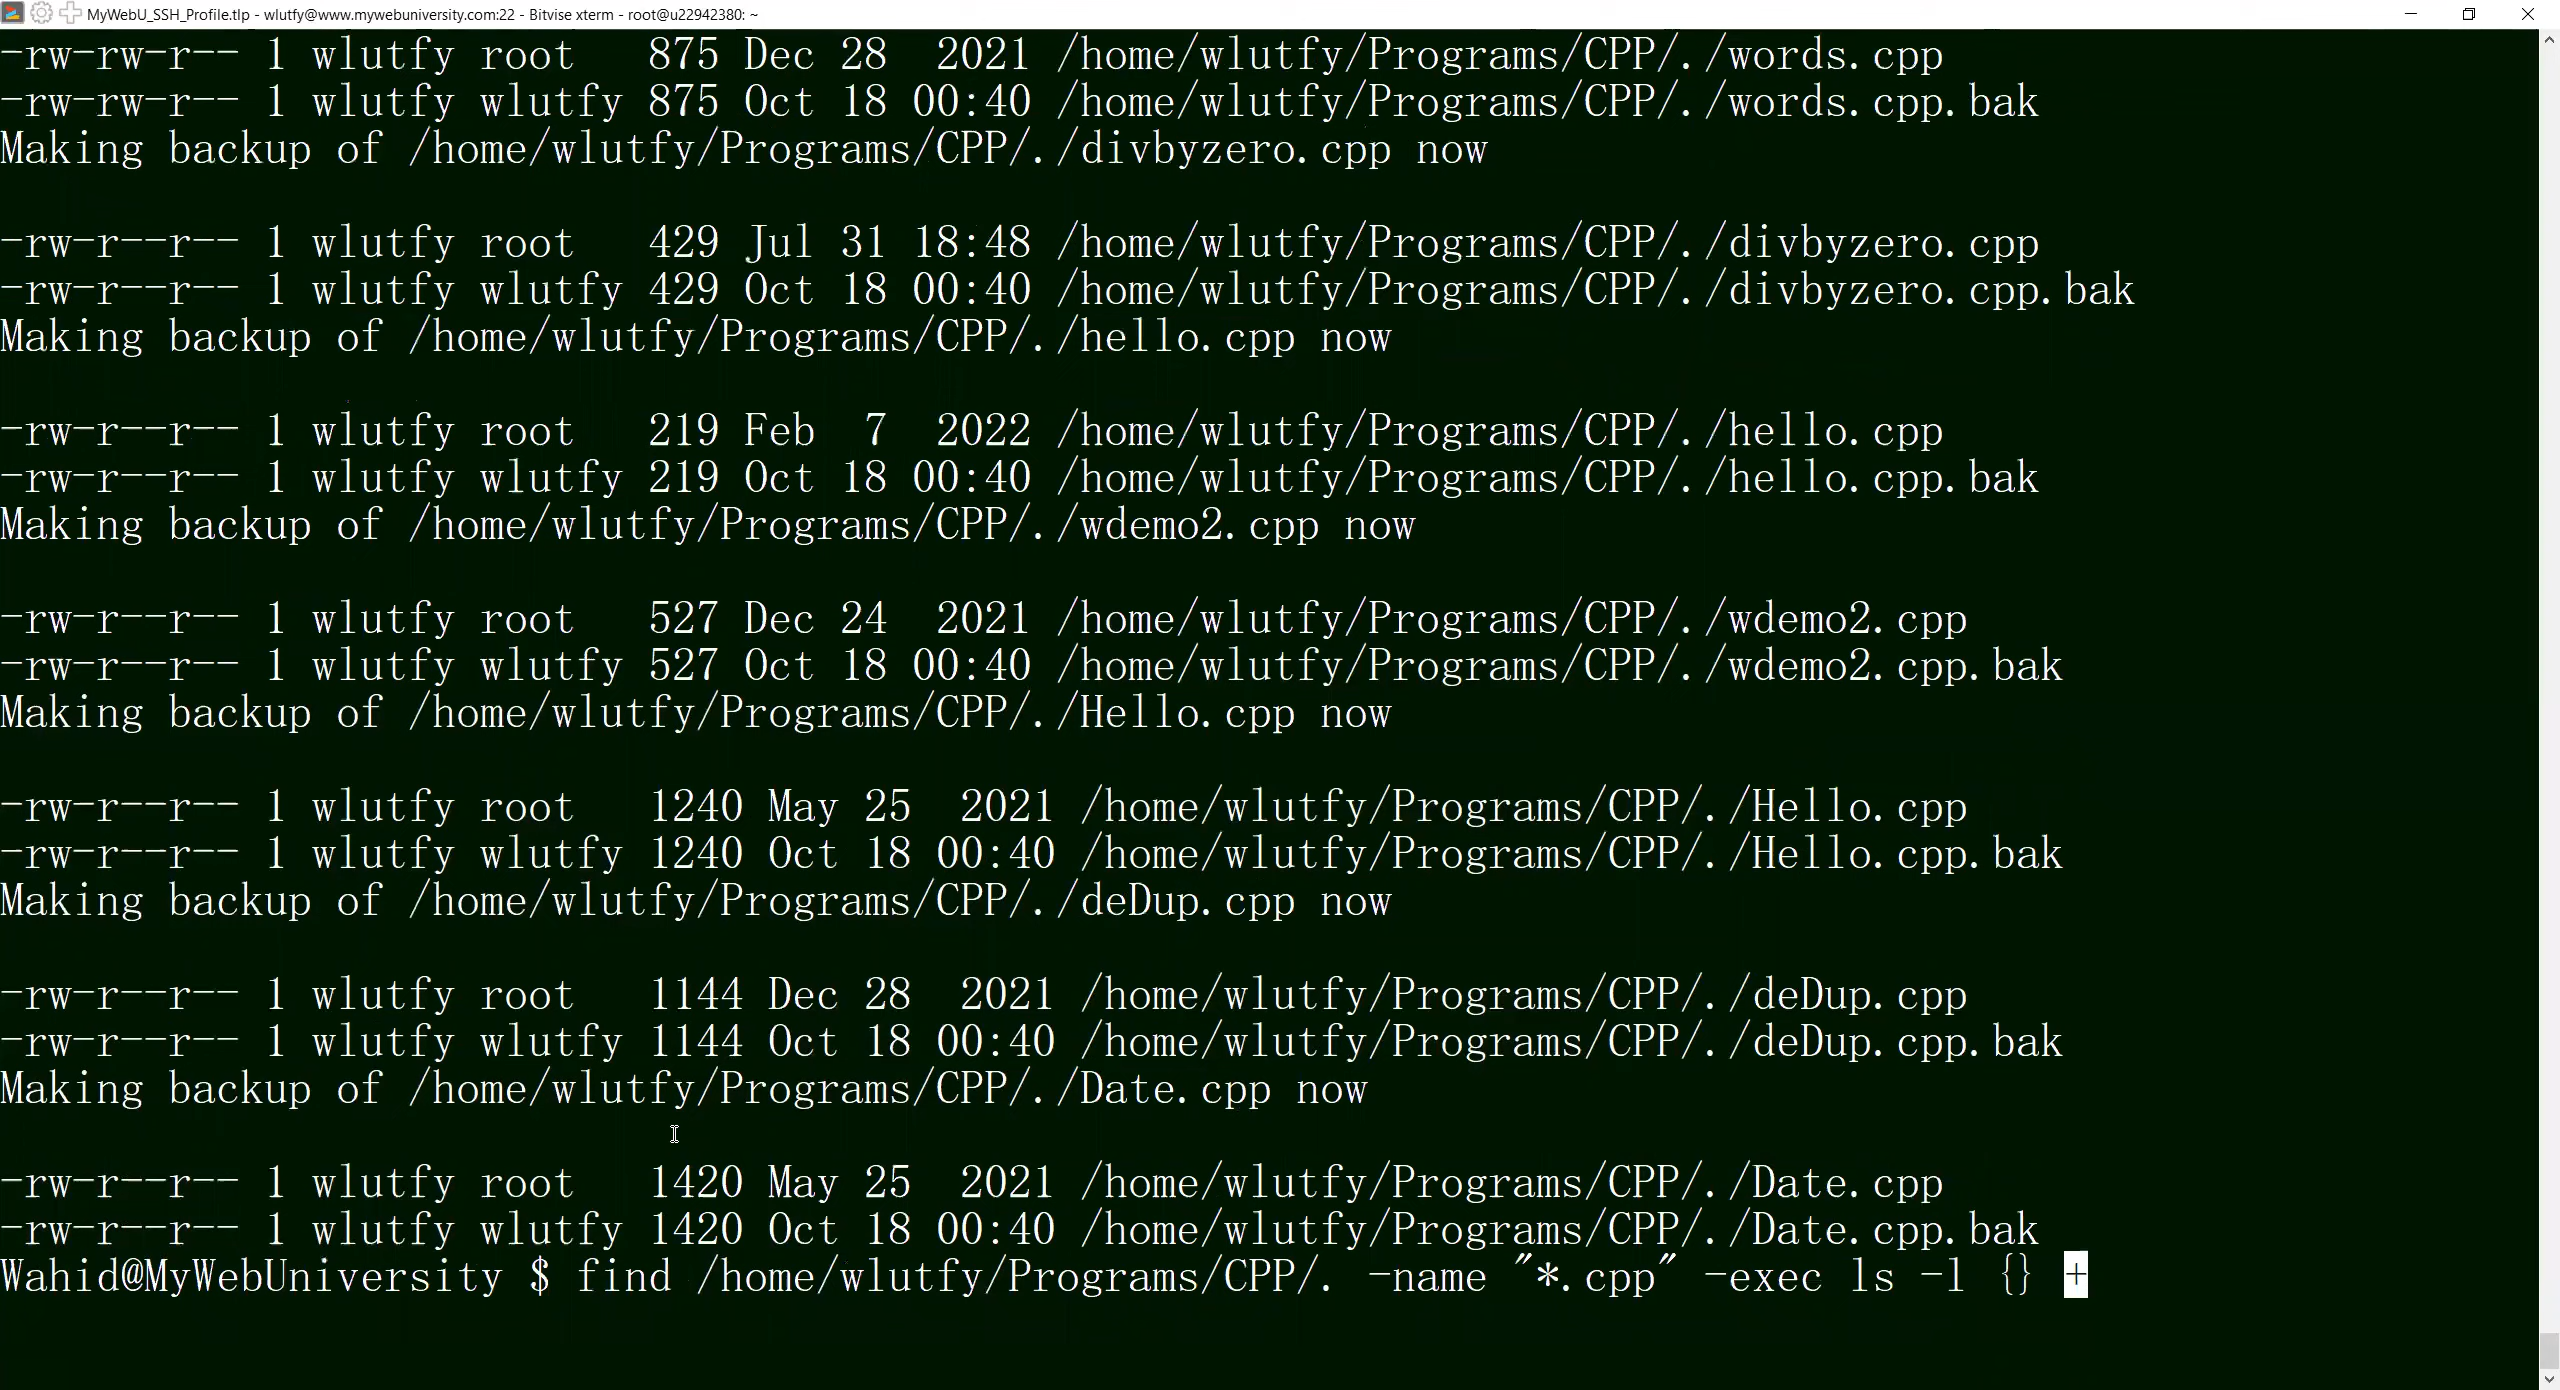 MyWebU_SSH_Profile.tlp - wlutfy@www.mywebuniversity.com:22 - Bitvise xterm - root@u22942380: ~
-rw-rw-r-- 1 wlutfy root   875 Dec 28  2021 /home/wlutfy/Programs/CPP/./words.cpp
-rw-rw-r-- 1 wlutfy wlutfy 875 Oct 18 00:40 /home/wlutfy/Programs/CPP/./words.cpp.bak
Making backup of /home/wlutfy/Programs/CPP/./divbyzero.cpp now
-rw-r--r-- 1 wlutfy root   429 Jul 31 18:48 /home/wlutfy/Programs/CPP/./divbyzero.cpp
-rw-r--r-- 1 wlutfy wlutfy 429 Oct 18 00:40 /home/wlutfy/Programs/CPP/./divbyzero.cpp.bak
Making backup of /home/wlutfy/Programs/CPP/./hello.cpp now
-rw-r--r-- 1 wlutfy root   219 Feb  7  2022 /home/wlutfy/Programs/CPP/./hello.cpp
-rw-r--r-- 1 wlutfy wlutfy 219 Oct 18 00:40 /home/wlutfy/Programs/CPP/./hello.cpp.bak
Making backup of /home/wlutfy/Programs/CPP/./wdemo2.cpp now
-rw-r--r-- 1 wlutfy root   527 Dec 24  2021 /home/wlutfy/Programs/CPP/./wdemo2.cpp
-rw-r--r-- 1 wlutfy wlutfy 527 Oct 18 00:40 /home/wlutfy/Programs/CPP/./wdemo2.cpp.bak
Making backup of /home/wlutfy/Programs/CPP/./Hello.cpp now
-rw-r--r-- 1 wlutfy root   1240 May 25  2021 /home/wlutfy/Programs/CPP/./Hello.cpp
-rw-r--r-- 1 wlutfy wlutfy 1240 Oct 18 00:40 /home/wlutfy/Programs/CPP/./Hello.cpp.bak
Making backup of /home/wlutfy/Programs/CPP/./deDup.cpp now
-rw-r--r-- 1 wlutfy root   1144 Dec 28  2021 /home/wlutfy/Programs/CPP/./deDup.cpp
-rw-r--r-- 1 wlutfy wlutfy 1144 Oct 18 00:40 /home/wlutfy/Programs/CPP/./deDup.cpp.bak
Making backup of /home/wlutfy/Programs/CPP/./Date.cpp now
-rw-r--r-- 1 wlutfy root   1420 May 25  2021 /home/wlutfy/Programs/CPP/./Date.cpp
-rw-r--r-- 1 wlutfy wlutfy 1420 Oct 18 00:40 /home/wlutfy/Programs/CPP/./Date.cpp.bak
Wahid@MyWebUniversity $ find /home/wlutfy/Programs/CPP/. -name "*.cpp" -exec ls -l {} +